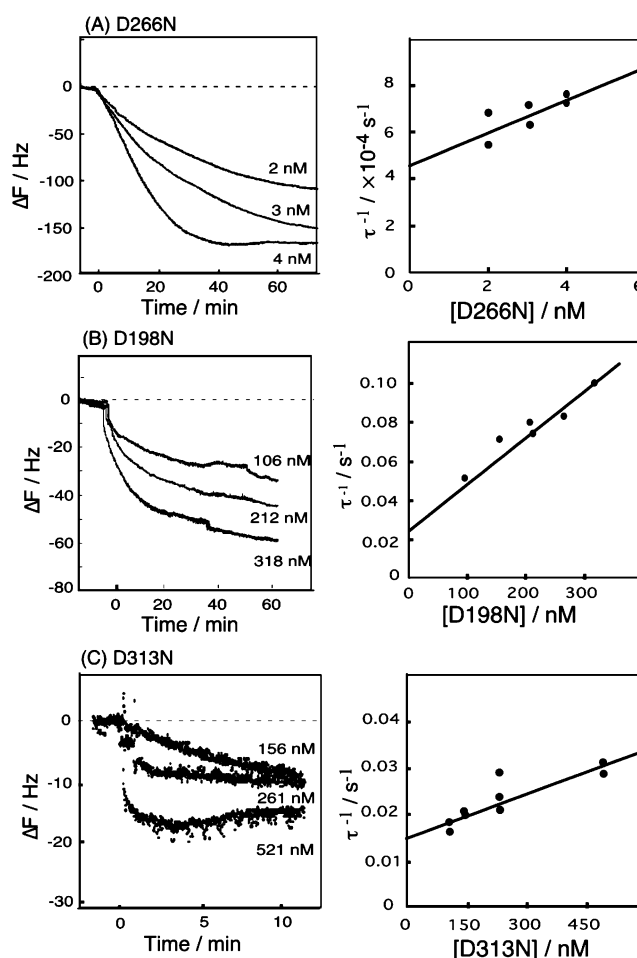 (A) D266N
0
-50
-100
-150
-200
ΔF / Hz
2 nM
3 nM
4 nM
0
20
40
60
Time / min
8
6
4
2
0
τ⁻¹ / ×10⁻⁴ s⁻¹
0
2
4
6
[D266N] / nM
(B) D198N
0
-20
-40
-60
-80
ΔF / Hz
106 nM
212 nM
318 nM
0
20
40
60
Time / min
0.10
0.08
0.06
0.04
0.02
0
τ⁻¹ / s⁻¹
0
100
200
300
[D198N] / nM
(C) D313N
0
-10
-20
-30
ΔF / Hz
156 nM
261 nM
521 nM
0
5
10
Time / min
0.04
0.03
0.02
0.01
0
τ⁻¹ / s⁻¹
0
150
300
450
[D313N] / nM